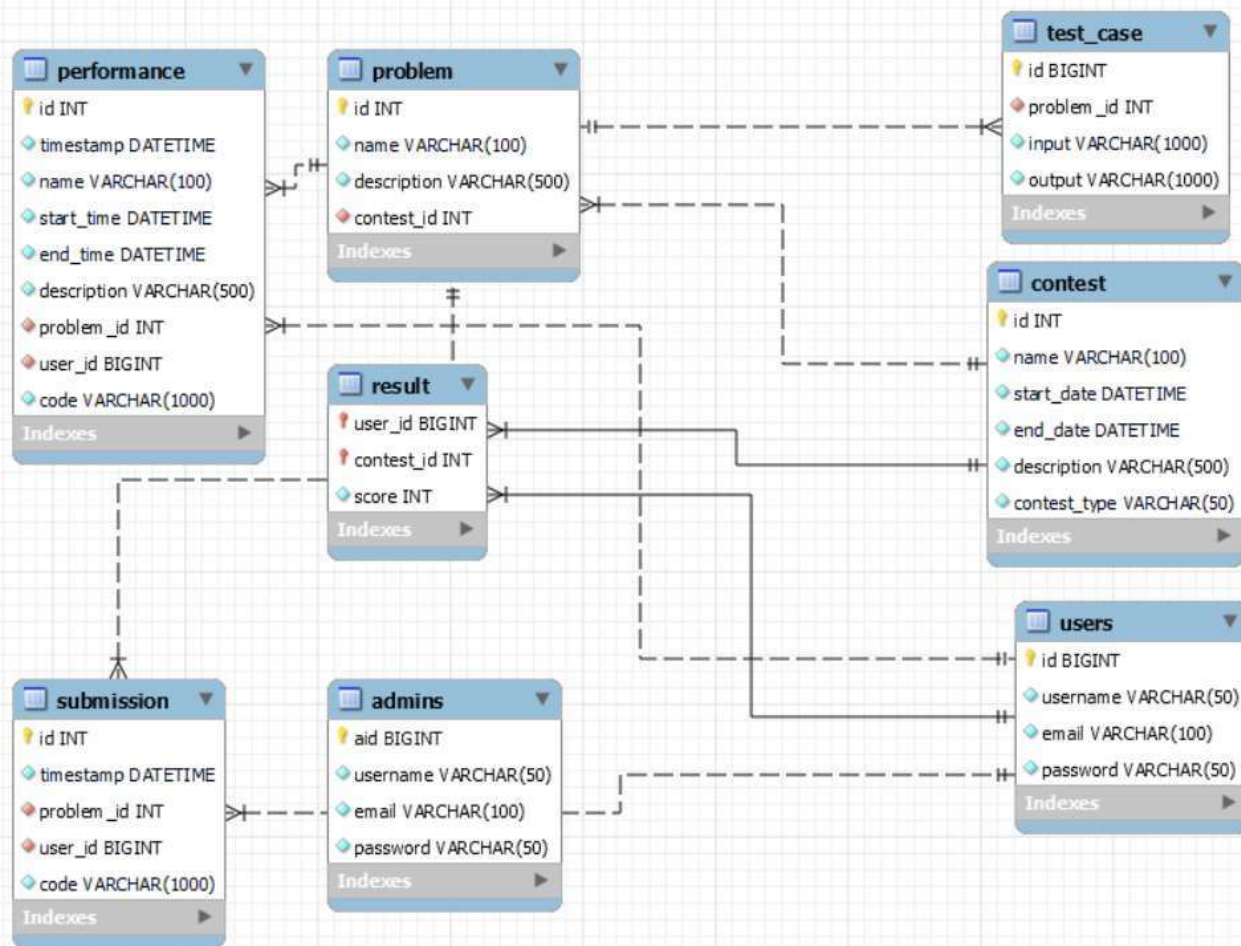 performance
id INT
timestamp DATETIME
name VARCHAR(100)
start_time DATETIME
end_time DATETIME
description VARCHAR(500)
problem_id INT
user_id BIGINT
code VARCHAR(1000)
Indexes
problem
id INT
name VARCHAR(100)
description VARCHAR(500)
contest_id INT
Indexes
test_case
id BIGINT
problem_id INT
input VARCHAR(1000)
output VARCHAR(1000)
Indexes
contest
id INT
name VARCHAR(100)
start_date DATETIME
end_date DATETIME
description VARCHAR(500)
contest_type VARCHAR(50)
Indexes
result
user_id BIGINT
contest_id INT
score INT
Indexes
users
id BIGINT
username VARCHAR(50)
email VARCHAR(100)
password VARCHAR(50)
Indexes
submission
id INT
timestamp DATETIME
problem_id INT
user_id BIGINT
code VARCHAR(1000)
Indexes
admins
aid BIGINT
username VARCHAR(50)
email VARCHAR(100)
password VARCHAR(50)
Indexes